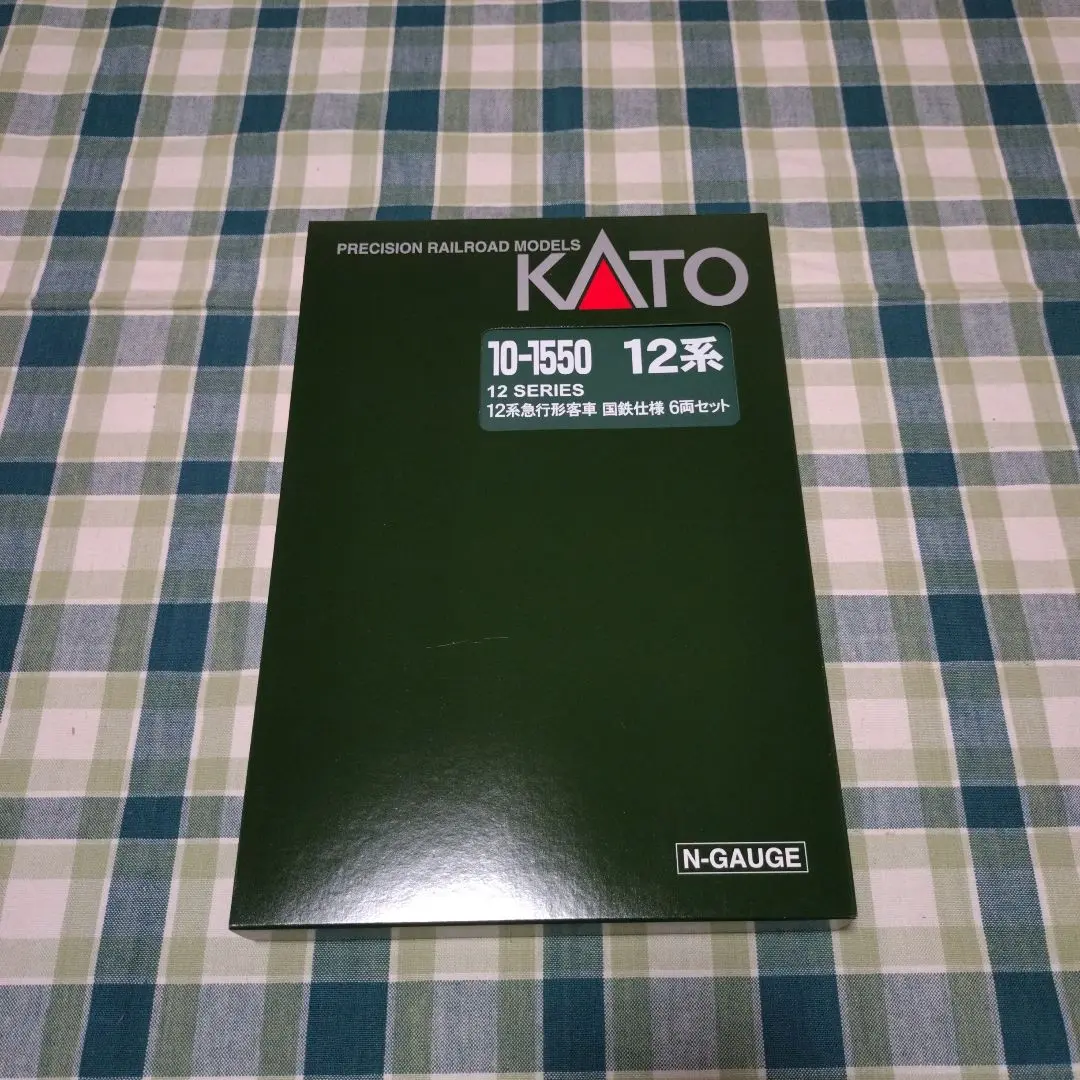 PRECISION RAILROAD MODELS
KATO
10-1550 12系
12 SERIES
12系急行形客車 国鉄仕様 6両セット
N-GAUGE